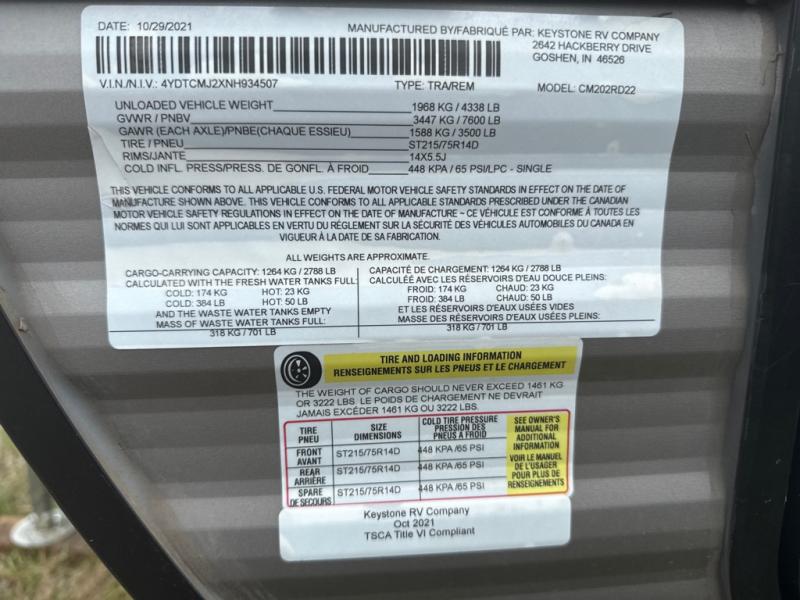 DATE: 10/29/2021
MANUFACTURED BY/FABRIQUÉ PAR: KEYSTONE RV COMPANY
2642 HACKBERRY DRIVE
GOSHEN, IN 46526
V.I.N./N.I.V.: 4YDTCMJ2XNH934507 TYPE: TRA/REM MODEL: CM202RD22
UNLOADED VEHICLE WEIGHT 1968 KG / 4338 LB
GVWR / PNBV 3447 KG / 7600 LB
GAWR (EACH AXLE)/PNBE(CHAQUE ESSIEU) 1588 KG / 3500 LB
TIRE / PNEU ST215/75R14D
RIMS/JANTE 14X5.5J
COLD INFL. PRESS/PRESS. DE GONFL. À FROID 448 KPA / 65 PSI/LPC - SINGLE
THIS VEHICLE CONFORMS TO ALL APPLICABLE U.S. FEDERAL MOTOR VEHICLE SAFETY STANDARDS IN EFFECT ON THE DATE OF
MANUFACTURE SHOWN ABOVE. THIS VEHICLE CONFORMS TO ALL APPLICABLE STANDARDS PRESCRIBED UNDER THE CANADIAN
MOTOR VEHICLE SAFETY REGULATIONS IN EFFECT ON THE DATE OF MANUFACTURE ~ CE VÉHICULE EST CONFORME À TOUTES LES
NORMES QUI LUI SONT APPLICABLES EN VERTU DU RÉGLEMENT SUR LA SÉCURITÉ DES VÉHICULES AUTOMOBILES DU CANADA EN
VIGUEUR À LA DATE DE SA FABRICATION.
ALL WEIGHTS ARE APPROXIMATE.
CARGO-CARRYING CAPACITY: 1264 KG / 2788 LB
CALCULATED WITH THE FRESH WATER TANKS FULL:
COLD: 174 KG HOT: 23 KG
COLD: 384 LB HOT: 50 LB
AND THE WASTE WATER TANKS EMPTY
MASS OF WASTE WATER TANKS FULL:
318 KG / 701 LB
CAPACITÉ DE CHARGEMENT: 1264 KG / 2788 LB
CALCULÉE AVEC LES RÉSERVOIRS D'EAU DOUCE PLEINS:
FROID: 174 KG CHAUD: 23 KG
FROID: 384 LB CHAUD: 50 LB
ET LES RÉSERVOIRS D'EAUX USÉES VIDES
MASSE DES RÉSERVOIRS D'EAUX USÉES PLEINS:
318 KG / 701 LB
TIRE AND LOADING INFORMATION
RENSEIGNEMENTS SUR LES PNEUS ET LE CHARGEMENT
THE WEIGHT OF CARGO SHOULD NEVER EXCEED 1461 KG
OR 3222 LBS. LE POIDS DE CHARGEMENT NE DEVRAIT
JAMAIS EXCÉDER 1461 KG OU 3222 LBS.
TIRE
PNEU
SIZE
DIMENSIONS
COLD TIRE PRESSURE
PRESSION DES
PNEUS A FROID
FRONT
AVANT
ST215/75R14D
448 KPA /65 PSI
REAR
ARRIÈRE
ST215/75R14D
448 KPA /65 PSI
SPARE
DE SECOURS
ST215/75R14D
448 KPA /65 PSI
SEE OWNER'S
MANUAL FOR
ADDITIONAL
INFORMATION
VOIR LE MANUEL
DE L'USAGER
POUR PLUS DE
RENSEIGNEMENTS
Keystone RV Company
Oct 2021
TSCA Title VI Compliant